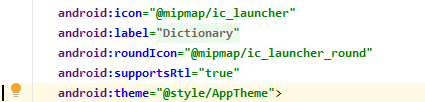 android:icon="@mipmap/ic_launcher"
android:label="Dictionary"
android:roundIcon="@mipmap/ic_launcher_round"
android:supportsRtl="true"
android:theme="@style/AppTheme">